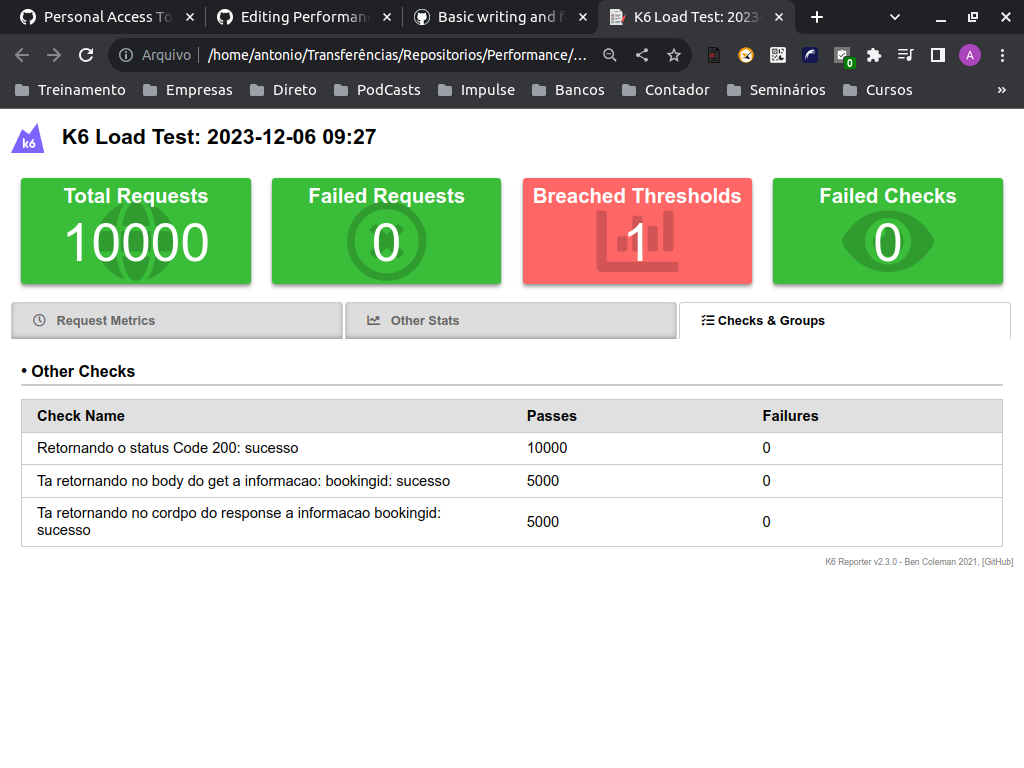 Personal Access To
Editing Performan
Basic writing and f
K6 Load Test: 2023-
Arquivo
/home/antonio/Transferências/Repositorios/Performance/...
0
A
Treinamento
Empresas
Direto
PodCasts
Impulse
Bancos
Contador
Seminários
Cursos
»
k6
K6 Load Test: 2023-12-06 09:27
Total Requests
10000
Failed Requests
0
Breached Thresholds
1
Failed Checks
0
Request Metrics
Other Stats
Checks & Groups
• Other Checks
Check Name Passes Failures
Retornando o status Code 200: sucesso 10000 0
Ta retornando no body do get a informacao: bookingid: sucesso 5000 0
Ta retornando no cordpo do response a informacao bookingid:
sucesso 5000 0
K6 Reporter v2.3.0 - Ben Coleman 2021, [GitHub]